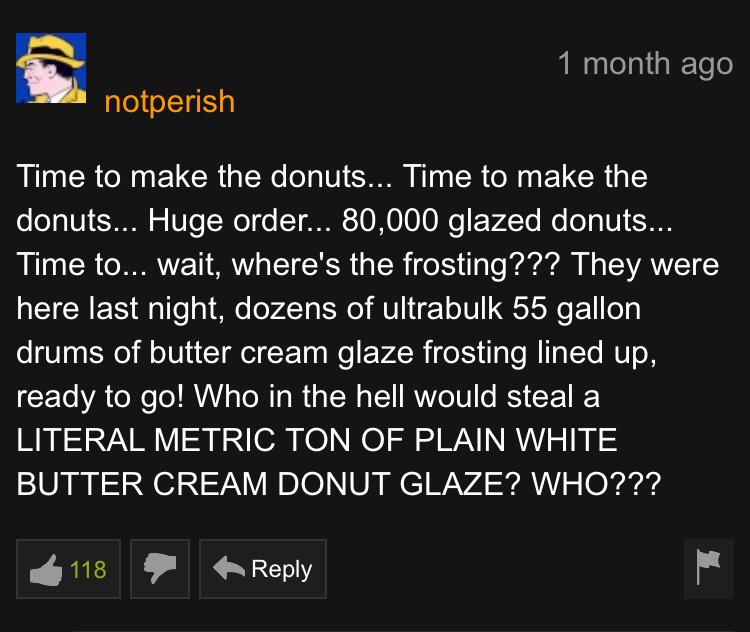 1 month ago
notperish
Time to make the donuts... Time to make the
donuts... Huge order... 80,000 glazed donuts...
Time to... wait, where's the frosting??? They were
here last night, dozens of ultrabulk 55 gallon
drums of butter cream glaze frosting lined up,
ready to go! Who in the hell would steal a
LITERAL METRIC TON OF PLAIN WHITE
BUTTER CREAM DONUT GLAZE? WHO???
118 Reply